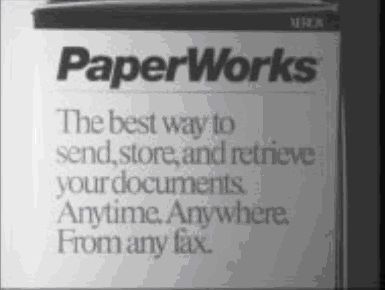 XEROX
PaperWorks
The best way to
send, store, and retrieve
your documents.
Anytime. Anywhere.
From any fax.